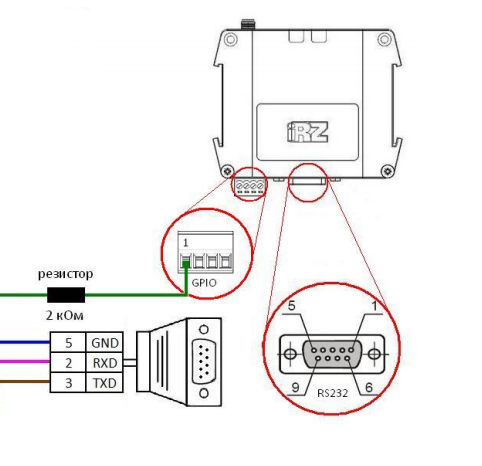 iRZ
1
GPIO
резистор
2 кОм
5 GND
2 RXD
3 TXD
5 1
9 6
RS232